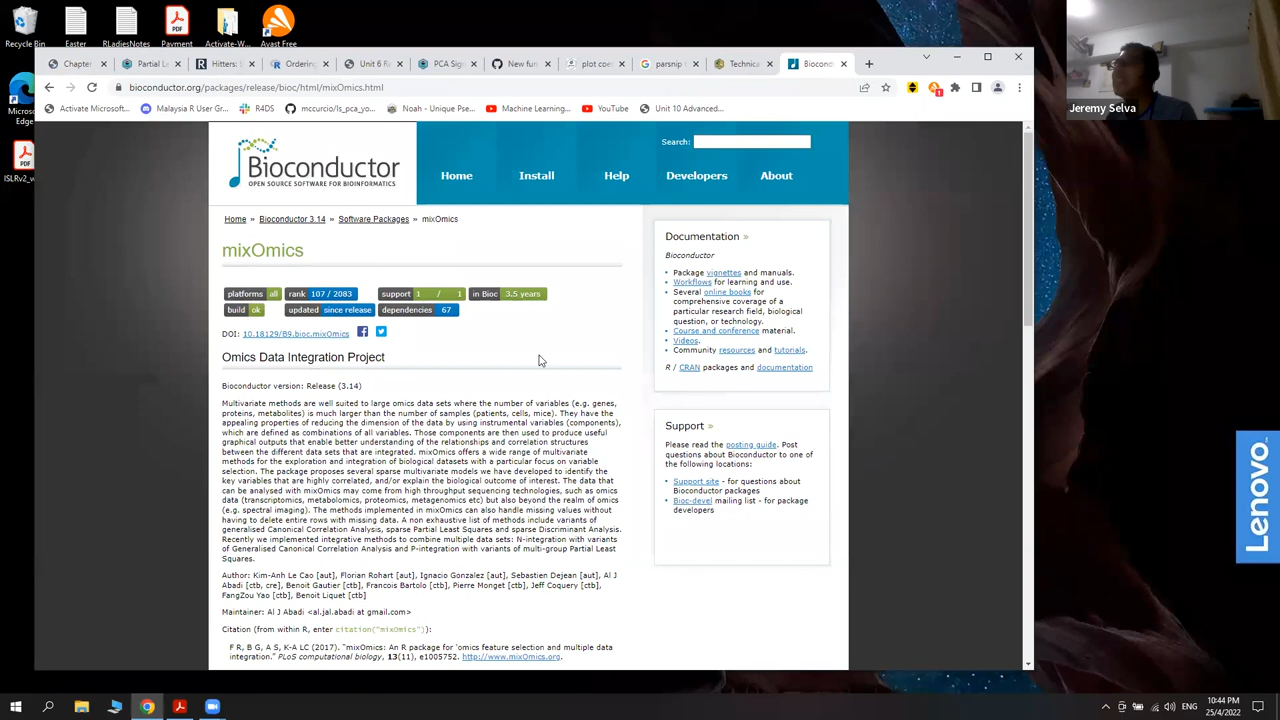 Recycle Bin
Easter
RLadiesNotes
Payment
Activate-W...
Avast Free
Jeremy Selva
Chapter
Partial L
Hitters: S
Ordering
Unit 6 R
PCA Sign
New fun
plot coe
parsnip t
Technica
Biocond
bioconductor.org/packages/release/bioc/html/mixOmics.html
Activate Microsoft...
Malaysia R User Gr...
R4DS
mccurcio/ls_pca_yo...
Noah - Unique Pse...
Machine Learning...
YouTube
Unit 10 Advanced...
Microsoft Edge
ISLRv2_w
Bioconductor
OPEN SOURCE SOFTWARE FOR BIOINFORMATICS
Search:
Home
Install
Help
Developers
About
Home » Bioconductor 3.14 » Software Packages » mixOmics
mixOmics
platforms all rank 107 / 2083 support 1 / 1 in Bioc 3.5 years
build ok updated since release dependencies 67
DOI: 10.18129/B9.bioc.mixOmics
Omics Data Integration Project
Bioconductor version: Release (3.14)
Multivariate methods are well suited to large omics data sets where the number of variables (e.g. genes,
proteins, metabolites) is much larger than the number of samples (patients, cells, mice). They have the
appealing properties of reducing the dimension of the data by using instrumental variables (components),
which are defined as combinations of all variables. Those components are then used to produce useful
graphical outputs that enable better understanding of the relationships and correlation structures
between the different data sets that are integrated. mixOmics offers a wide range of multivariate
methods for the exploration and integration of biological datasets with a particular focus on variable
selection. The package proposes several sparse multivariate models we have developed to identify the
key variables that are highly correlated, and/or explain the biological outcome of interest. The data that
can be analysed with mixOmics may come from high throughput sequencing technologies, such as omics
data (transcriptomics, metabolomics, proteomics, metagenomics etc) but also beyond the realm of omics
(e.g. spectral imaging). The methods implemented in mixOmics can also handle missing values without
having to delete entire rows with missing data. A non exhaustive list of methods include variants of
generalised Canonical Correlation Analysis, sparse Partial Least Squares and sparse Discriminant Analysis.
Recently we implemented integrative methods to combine multiple data sets: N-integration with variants
of Generalised Canonical Correlation Analysis and P-integration with variants of multi-group Partial Least
Squares.
Author: Kim-Anh Le Cao [aut], Florian Rohart [aut], Ignacio Gonzalez [aut], Sebastien Dejean [aut], Al J
Abadi [ctb, cre], Benoit Gautier [ctb], Francois Bartolo [ctb], Pierre Monget [ctb], Jeff Coquery [ctb],
FangZou Yao [ctb], Benoit Liquet [ctb]
Maintainer: Al J Abadi <al.jal.abadi at gmail.com>
Citation (from within R, enter citation("mixOmics")):
F R, B G, A S, K-A LC (2017). "mixOmics: An R package for 'omics feature selection and multiple data
integration." PLoS computational biology, 13(11), e1005752. http://www.mixOmics.org.
Documentation »
Bioconductor
• Package vignettes and manuals.
• Workflows for learning and use.
• Several online books for
comprehensive coverage of a
particular research field, biological
question, or technology.
• Course and conference material.
• Videos.
• Community resources and tutorials.
R / CRAN packages and documentation
Support »
Please read the posting guide. Post
questions about Bioconductor to one of
the following locations:
• Support site - for questions about
Bioconductor packages
• Bioc-devel mailing list - for package
developers
Lenovo
ENG
10:44 PM
25/4/2022